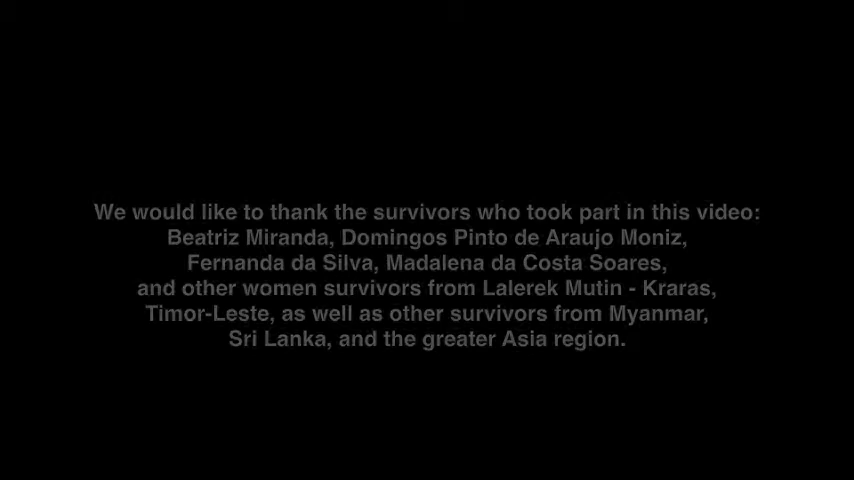 We would like to thank the survivors who took part in this video:
Beatriz Miranda, Domingos Pinto de Araujo Moniz,
Fernanda da Silva, Madalena da Costa Soares,
and other women survivors from Lalerek Mutin - Kraras,
Timor-Leste, as well as other survivors from Myanmar,
Sri Lanka, and the greater Asia region.